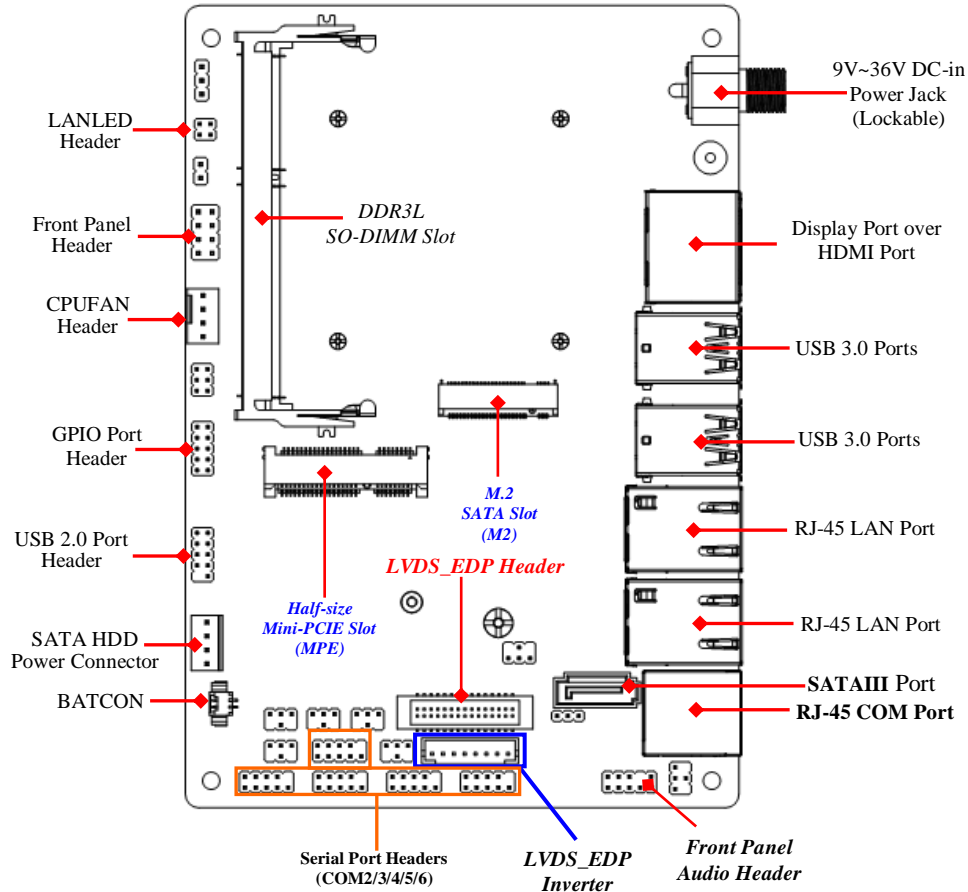 9V~36V DC-in
Power Jack
(Lockable)
LANLED
Header
Front Panel
Header
DDR3L
SO-DIMM Slot
Display Port over
HDMI Port
CPUFAN
Header
USB 3.0 Ports
USB 3.0 Ports
GPIO Port
Header
M.2
SATA Slot
(M2)
RJ-45 LAN Port
USB 2.0 Port
Header
LVDS_EDP Header
Half-size
Mini-PCIE Slot
(MPE)
RJ-45 LAN Port
SATA HDD
Power Connector
BATCON
SATAIII Port
RJ-45 COM Port
Serial Port Headers
(COM2/3/4/5/6)
LVDS_EDP
Inverter
Front Panel
Audio Header